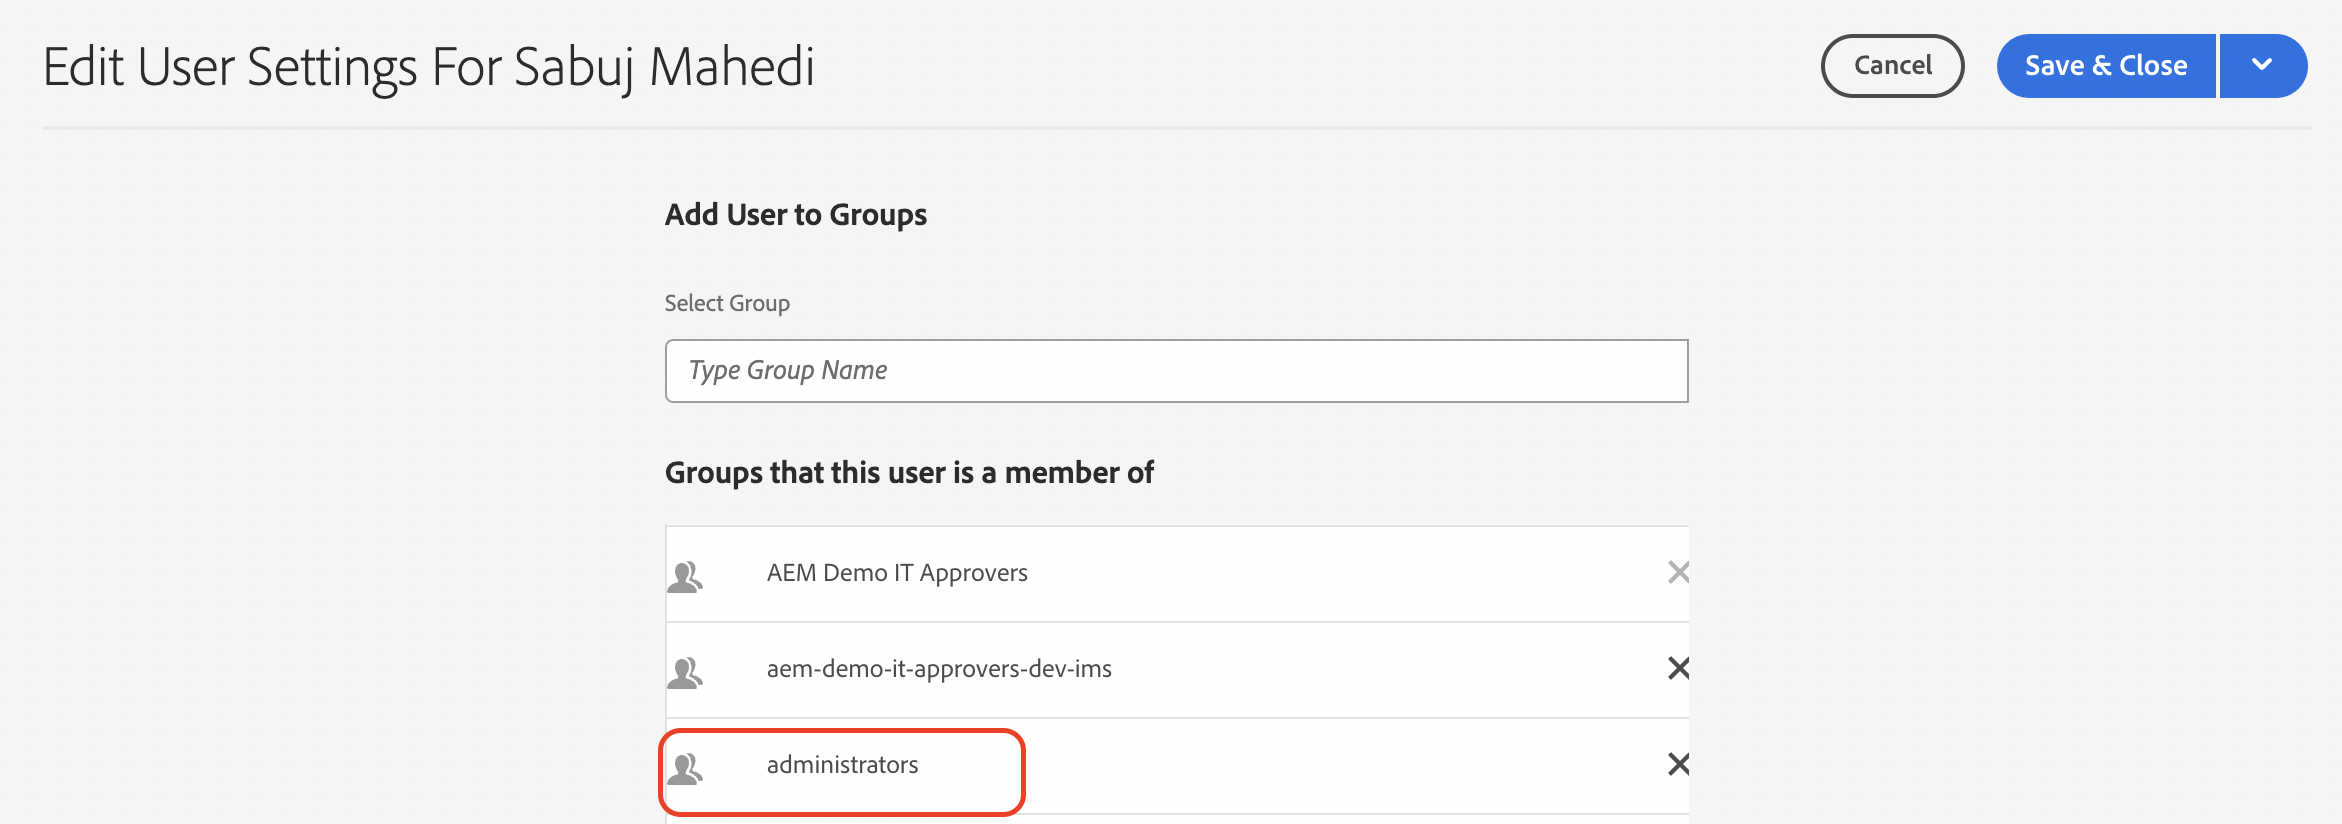 Edit User Settings For Sabuj Mahedi
Cancel
Save & Close
Add User to Groups
Select Group
Type Group Name
Groups that this user is a member of
AEM Demo IT Approvers
aem-demo-it-approvers-dev-ims
administrators